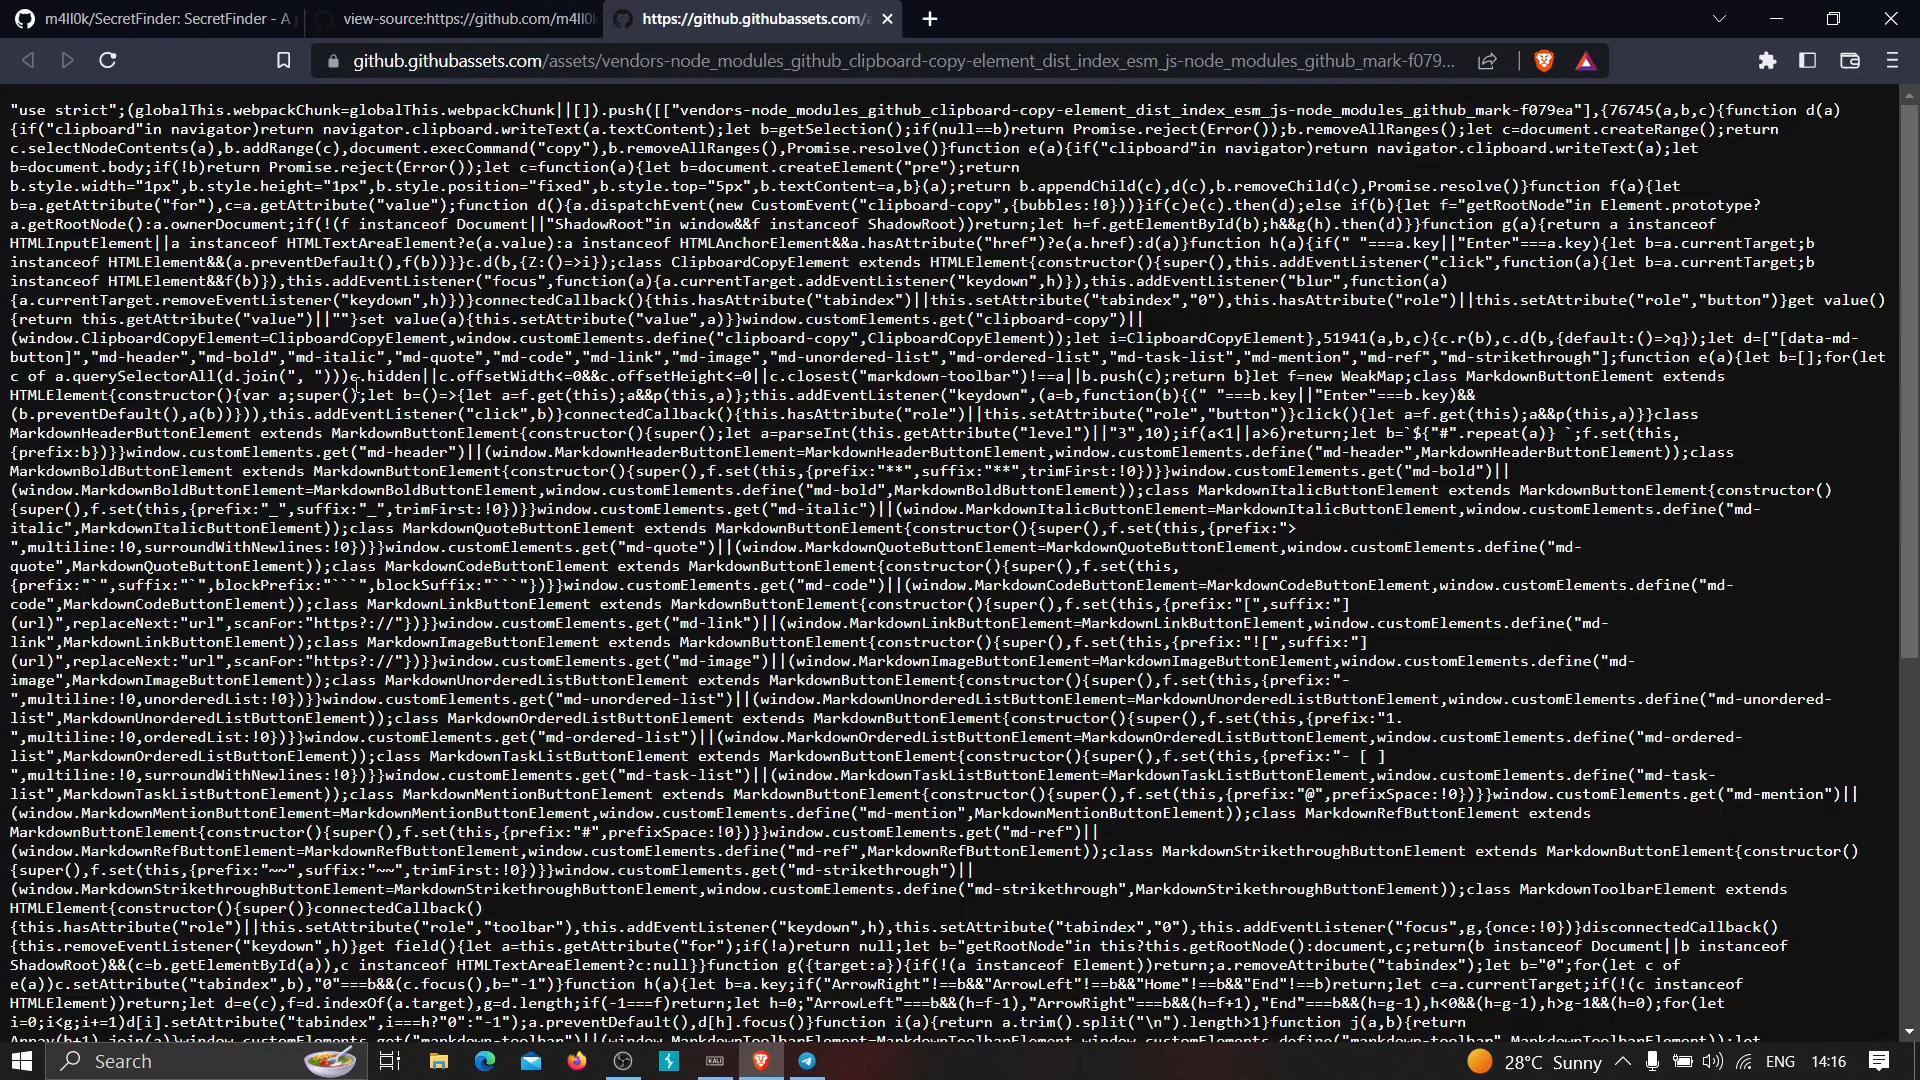 m4ll0k/SecretFinder: SecretFinder - A p
view-source:https://github.com/m4ll0k
https://github.githubassets.com/a
github.githubassets.com/assets/vendors-node_modules_github_clipboard-copy-element_dist_index_esm_js-node_modules_github_mark-f079...
"use strict";(globalThis.webpackChunk=globalThis.webpackChunk||[]).push([["vendors-node_modules_github_clipboard-copy-element_dist_index_esm_js-node_modules_github_mark-f079ea"],{76745(a,b,c){function d(a)
{if("clipboard"in navigator)return navigator.clipboard.writeText(a.textContent);let b=getSelection();if(null==b)return Promise.reject(Error());b.removeAllRanges();let c=document.createRange();return
c.selectNodeContents(a),b.addRange(c),document.execCommand("copy"),b.removeAllRanges(),Promise.resolve()}function e(a){if("clipboard"in navigator)return navigator.clipboard.writeText(a);let
b=document.body;if(!b)return Promise.reject(Error());let c=function(a){let b=document.createElement("pre");return
b.style.width="1px",b.style.height="1px",b.style.position="fixed",b.style.top="5px",b.textContent=a,b}(a);return b.appendChild(c),d(c),b.removeChild(c),Promise.resolve()}function f(a){let
b=a.getAttribute("for"),c=a.getAttribute("value");function d(){a.dispatchEvent(new CustomEvent("clipboard-copy",{bubbles:!0}))}if(c)e(c).then(d);else if(b){let f="getRootNode"in Element.prototype?
a.getRootNode():a.ownerDocument;if(!(f instanceof Document||"ShadowRoot"in window&&f instanceof ShadowRoot))return;let h=f.getElementById(b);h&&g(h).then(d)}}function g(a){return a instanceof
HTMLInputElement||a instanceof HTMLTextAreaElement?e(a.value):a instanceof HTMLAnchorElement&&a.hasAttribute("href")?e(a.href):d(a)}function h(a){if(" "===a.key||"Enter"===a.key){let b=a.currentTarget;b
instanceof HTMLElement&&(a.preventDefault(),f(b))}}c.d(b,{Z:()=>i});class ClipboardCopyElement extends HTMLElement{constructor(){super(),this.addEventListener("click",function(a){let b=a.currentTarget;b
instanceof HTMLElement&&f(b)}),this.addEventListener("focus",function(a){a.currentTarget.addEventListener("keydown",h)}),this.addEventListener("blur",function(a)
{a.currentTarget.removeEventListener("keydown",h)})}connectedCallback(){this.hasAttribute("tabindex")||this.setAttribute("tabindex","0"),this.hasAttribute("role")||this.setAttribute("role","button")}get value()
{return this.getAttribute("value")||""}set value(a){this.setAttribute("value",a)}}window.customElements.get("clipboard-copy")||
(window.ClipboardCopyElement=ClipboardCopyElement,window.customElements.define("clipboard-copy",ClipboardCopyElement));let i=ClipboardCopyElement},51941(a,b,c){c.r(b),c.d(b,{default:()=>q});let d=["[data-md-
button]","md-header","md-bold","md-italic","md-quote","md-code","md-link","md-image","md-unordered-list","md-ordered-list","md-task-list","md-mention","md-ref","md-strikethrough"];function e(a){let b=[];for(let
c of a.querySelectorAll(d.join(", ")))c.hidden||c.offsetWidth<=0&&c.offsetHeight<=0||c.closest("markdown-toolbar")!==a||b.push(c);return b}let f=new WeakMap;class MarkdownButtonElement extends
HTMLElement{constructor(){var a;super();let b=()=>{let a=f.get(this);a&&p(this,a)};this.addEventListener("keydown",(a=b,function(b){(" "===b.key||"Enter"===b.key)&&
(b.preventDefault(),a(b))})),this.addEventListener("click",b)}connectedCallback(){this.hasAttribute("role")||this.setAttribute("role","button")}click(){let a=f.get(this);a&&p(this,a)}}class
MarkdownHeaderButtonElement extends MarkdownButtonElement{constructor(){super();let a=parseInt(this.getAttribute("level")||"3",10);if(a<1||a>6)return;let b=`${"#".repeat(a)} `;f.set(this,
{prefix:b})}}window.customElements.get("md-header")||(window.MarkdownHeaderButtonElement=MarkdownHeaderButtonElement,window.customElements.define("md-header",MarkdownHeaderButtonElement));class
MarkdownBoldButtonElement extends MarkdownButtonElement{constructor(){super(),f.set(this,{prefix:"**",suffix:"**",trimFirst:!0})}}window.customElements.get("md-bold")||
(window.MarkdownBoldButtonElement=MarkdownBoldButtonElement,window.customElements.define("md-bold",MarkdownBoldButtonElement));class MarkdownItalicButtonElement extends MarkdownButtonElement{constructor()
{super(),f.set(this,{prefix:"_",suffix:"_",trimFirst:!0})}}window.customElements.get("md-italic")||(window.MarkdownItalicButtonElement=MarkdownItalicButtonElement,window.customElements.define("md-
italic",MarkdownItalicButtonElement));class MarkdownQuoteButtonElement extends MarkdownButtonElement{constructor(){super(),f.set(this,{prefix:">
",multiline:!0,surroundWithNewlines:!0})}}window.customElements.get("md-quote")||(window.MarkdownQuoteButtonElement=MarkdownQuoteButtonElement,window.customElements.define("md-
quote",MarkdownQuoteButtonElement));class MarkdownCodeButtonElement extends MarkdownButtonElement{constructor(){super(),f.set(this,
{prefix:"`",suffix:"`",blockPrefix:"```",blockSuffix:"```"})}}window.customElements.get("md-code")||(window.MarkdownCodeButtonElement=MarkdownCodeButtonElement,window.customElements.define("md-
code",MarkdownCodeButtonElement));class MarkdownLinkButtonElement extends MarkdownButtonElement{constructor(){super(),f.set(this,{prefix:"[",suffix:"]
(url)",replaceNext:"url",scanFor:"https?://"})}}window.customElements.get("md-link")||(window.MarkdownLinkButtonElement=MarkdownLinkButtonElement,window.customElements.define("md-
link",MarkdownLinkButtonElement));class MarkdownImageButtonElement extends MarkdownButtonElement{constructor(){super(),f.set(this,{prefix:"![",suffix:"]
(url)",replaceNext:"url",scanFor:"https?://"})}}window.customElements.get("md-image")||(window.MarkdownImageButtonElement=MarkdownImageButtonElement,window.customElements.define("md-
image",MarkdownImageButtonElement));class MarkdownUnorderedListButtonElement extends MarkdownButtonElement{constructor(){super(),f.set(this,{prefix:"-
",multiline:!0,unorderedList:!0})}}window.customElements.get("md-unordered-list")||(window.MarkdownUnorderedListButtonElement=MarkdownUnorderedListButtonElement,window.customElements.define("md-unordered-
list",MarkdownUnorderedListButtonElement));class MarkdownOrderedListButtonElement extends MarkdownButtonElement{constructor(){super(),f.set(this,{prefix:"1.
",multiline:!0,orderedList:!0})}}window.customElements.get("md-ordered-list")||(window.MarkdownOrderedListButtonElement=MarkdownOrderedListButtonElement,window.customElements.define("md-ordered-
list",MarkdownOrderedListButtonElement));class MarkdownTaskListButtonElement extends MarkdownButtonElement{constructor(){super(),f.set(this,{prefix:"- [ ]
",multiline:!0,surroundWithNewlines:!0})}}window.customElements.get("md-task-list")||(window.MarkdownTaskListButtonElement=MarkdownTaskListButtonElement,window.customElements.define("md-task-
list",MarkdownTaskListButtonElement));class MarkdownMentionButtonElement extends MarkdownButtonElement{constructor(){super(),f.set(this,{prefix:"@",prefixSpace:!0})}}window.customElements.get("md-mention")||
(window.MarkdownMentionButtonElement=MarkdownMentionButtonElement,window.customElements.define("md-mention",MarkdownMentionButtonElement));class MarkdownRefButtonElement extends
MarkdownButtonElement{constructor(){super(),f.set(this,{prefix:"#",prefixSpace:!0})}}window.customElements.get("md-ref")||
(window.MarkdownRefButtonElement=MarkdownRefButtonElement,window.customElements.define("md-ref",MarkdownRefButtonElement));class MarkdownStrikethroughButtonElement extends MarkdownButtonElement{constructor()
{super(),f.set(this,{prefix:"~~",suffix:"~~",trimFirst:!0})}}window.customElements.get("md-strikethrough")||
(window.MarkdownStrikethroughButtonElement=MarkdownStrikethroughButtonElement,window.customElements.define("md-strikethrough",MarkdownStrikethroughButtonElement));class MarkdownToolbarElement extends
HTMLElement{constructor(){super()}connectedCallback()
{this.hasAttribute("role")||this.setAttribute("role","toolbar"),this.addEventListener("keydown",h),this.setAttribute("tabindex","0"),this.addEventListener("focus",g,{once:!0})}disconnectedCallback()
{this.removeEventListener("keydown",h)}get field(){let a=this.getAttribute("for");if(!a)return null;let b="getRootNode"in this?this.getRootNode():document,c;return(b instanceof Document||b instanceof
ShadowRoot)&&(c=b.getElementById(a)),c instanceof HTMLTextAreaElement?c:null}}function g({target:a}){if(!(a instanceof Element))return;a.removeAttribute("tabindex");let b="0";for(let c of
e(a))c.setAttribute("tabindex",b),"0"===b&&(c.focus(),b="-1")}function h(a){let b=a.key;if("ArrowRight"!==b&&"ArrowLeft"!==b&&"Home"!==b&&"End"!==b)return;let c=a.currentTarget;if(!(c instanceof
HTMLElement))return;let d=e(c),f=d.indexOf(a.target),g=d.length;if(-1===f)return;let h=0;"ArrowLeft"===b&&(h=f-1),"ArrowRight"===b&&(h=f+1),"End"===b&&(h=g-1),h<0&&(h=g-1),h>g-1&&(h=0);for(let
i=0;i<g;i+=1)d[i].setAttribute("tabindex",i===h?"0":"-1");a.preventDefault(),d[h].focus()}function i(a){return a.trim().split("\n").length>1}function j(a,b){return
Array(b+1).join(a)}window.customElements.get("markdown-toolbar")||(window.MarkdownToolbarElement=MarkdownToolbarElement,window.customElements.define("markdown-toolbar",MarkdownToolbarElement));let
Search
KALI
28°C Sunny
ENG
14:16